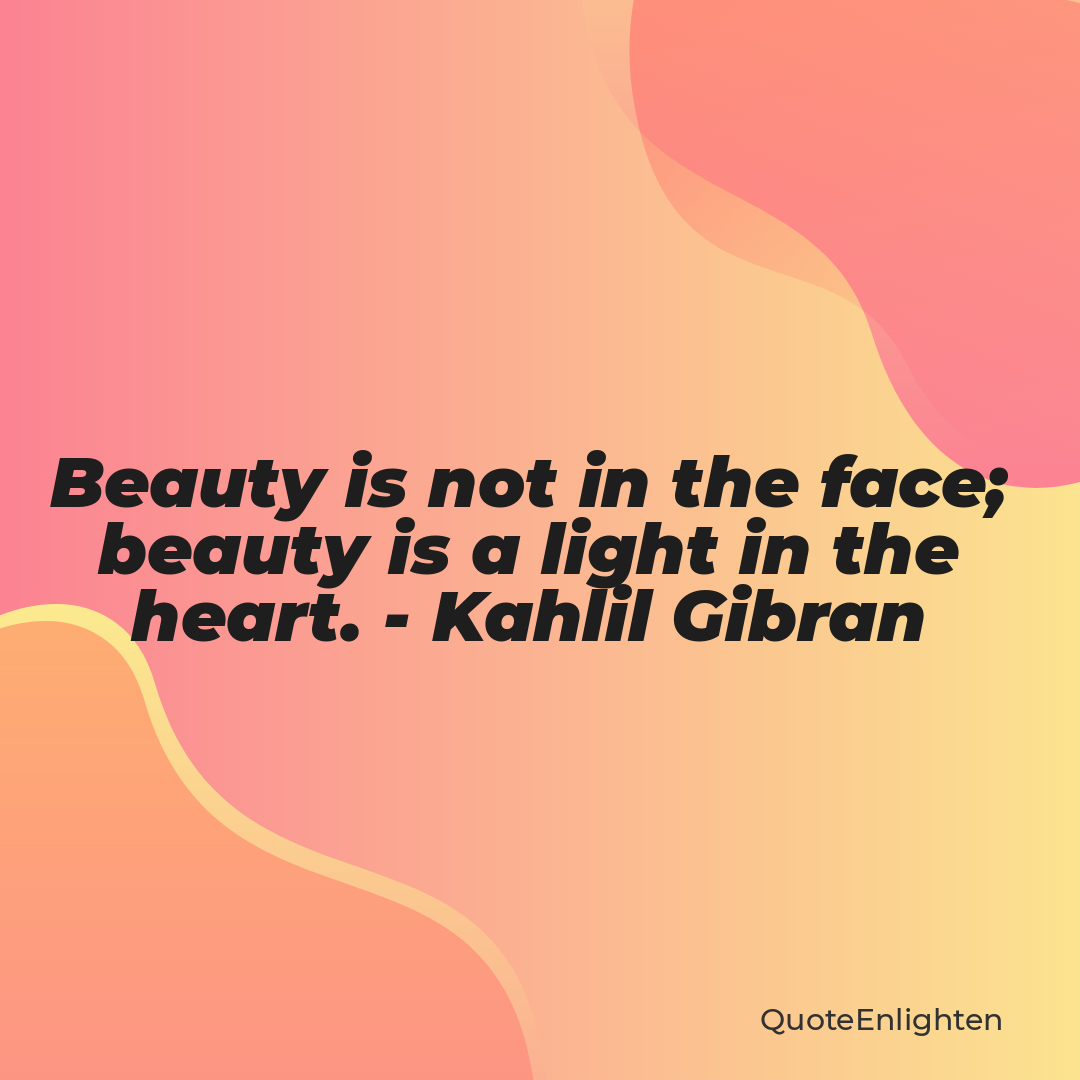 Beauty is not in the face;
beauty is a light in the
heart. - Kahlil Gibran
QuoteEnlighten